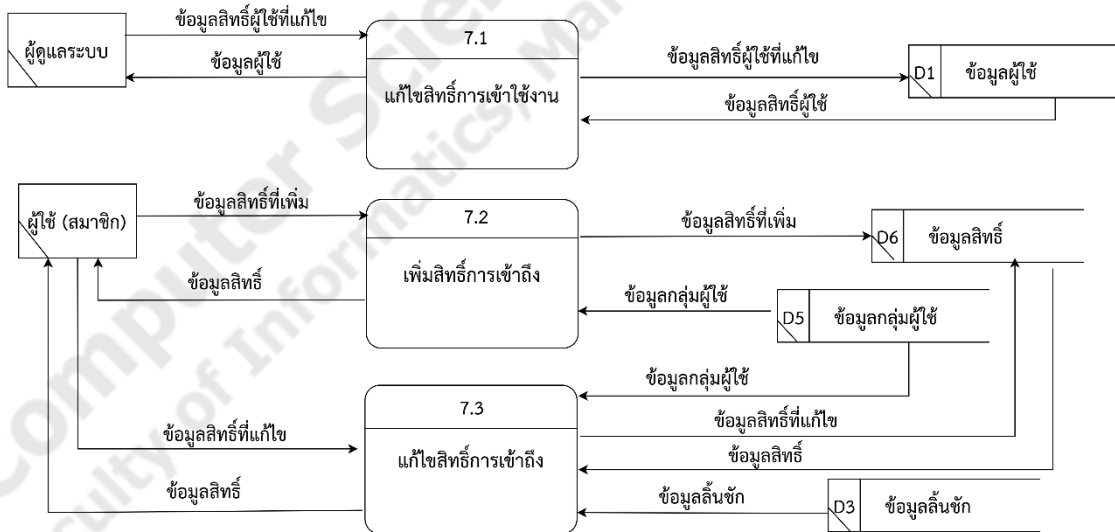 ข้อมูลสิทธิ์ผู้ใช้ที่แก้ไข
ผู้ดูแลระบบ
ข้อมูลผู้ใช้
7.1
แก้ไขสิทธิ์การเข้าใช้งาน
ข้อมูลสิทธิ์ผู้ใช้ที่แก้ไข
D1 ข้อมูลผู้ใช้
ข้อมูลสิทธิ์ผู้ใช้
ผู้ใช้ (สมาชิก)
ข้อมูลสิทธิ์ที่เพิ่ม
ข้อมูลสิทธิ์
7.2
เพิ่มสิทธิ์การเข้าถึง
ข้อมูลสิทธิ์ที่เพิ่ม
D6 ข้อมูลสิทธิ์
ข้อมูลกลุ่มผู้ใช้
D5 ข้อมูลกลุ่มผู้ใช้
ข้อมูลกลุ่มผู้ใช้
7.3
แก้ไขสิทธิ์การเข้าถึง
ข้อมูลสิทธิ์ที่แก้ไข
ข้อมูลสิทธิ์
ข้อมูลสิทธิ์ที่แก้ไข
ข้อมูลสิทธิ์
ข้อมูลลิ้นชัก
D3 ข้อมูลลิ้นชัก
Computer Scien
culty of Informatics, Ma